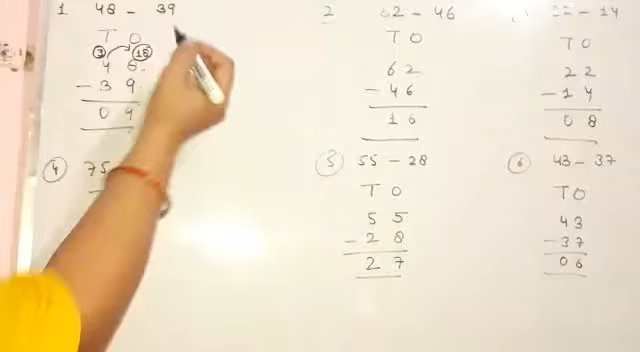 1 48 - 39
T O
3 18
4 8
- 3 9
0 9
2 62 - 46
T O
6 2
- 4 6
1 6
22 - 14
T O
2 2
- 1 4
0 8
4 75
5 55 - 28
T O
5 5
- 2 8
2 7
6 43 - 37
T O
4 3
- 3 7
0 6